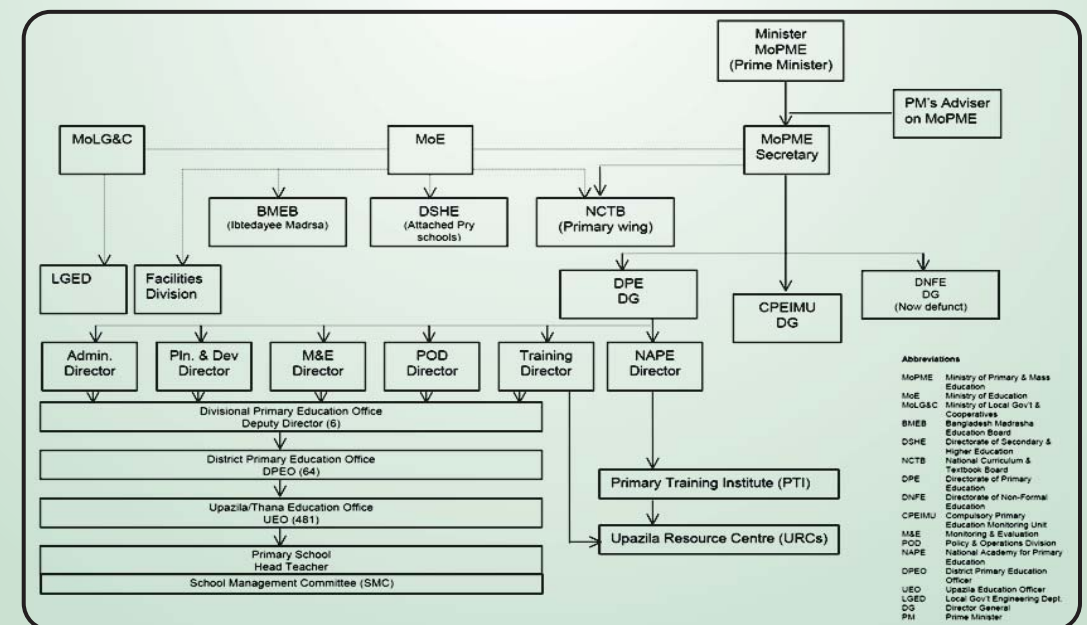 Minister
MoPME
(Prime Minister)
PM's Adviser
on MoPME
MoLG&C
MoE
MoPME
Secretary
BMEB
(Ibtedayee Madrsa)
DSHE
(Attached Pry
schools)
NCTB
(Primary wing)
LGED
Facilities
Division
DPE
DG
CPEIMU
DG
DNFE
DG
(Now defunct)
Admin.
Director
Pln. & Dev
Director
M&E
Director
POD
Director
Training
Director
NAPE
Director
Divisional Primary Education Office
Deputy Director (6)
District Primary Education Office
DPEO (64)
Upazila/Thana Education Office
UEO (481)
Primary School
Head Teacher
School Management Committee (SMC)
Primary Training Institute (PTI)
Upazila Resource Centre (URCs)
Abbreviations
MoPME Ministry of Primary & Mass
Education
MoE Ministry of Education
MoLG&C Ministry of Local Gov't &
Cooperatives
BMEB Bangladesh Madrasha
Education Board
DSHE Directorate of Secondary &
Higher Education
NCTB National Curriculum &
Textbook Board
DPE Directorate of Primary
Education
DNFE Directorate of Non-Formal
Education
CPEIMU Compulsory Primary
Education Monitoring Unit
M&E Monitoring & Evaluation
POD Policy & Operations Division
NAPE National Academy for Primary
Education
DPEO District Primary Education
Officer
UEO Upazila Education Officer
LGED Local Gov't Engineering Dept.
DG Director General
PM Prime Minister